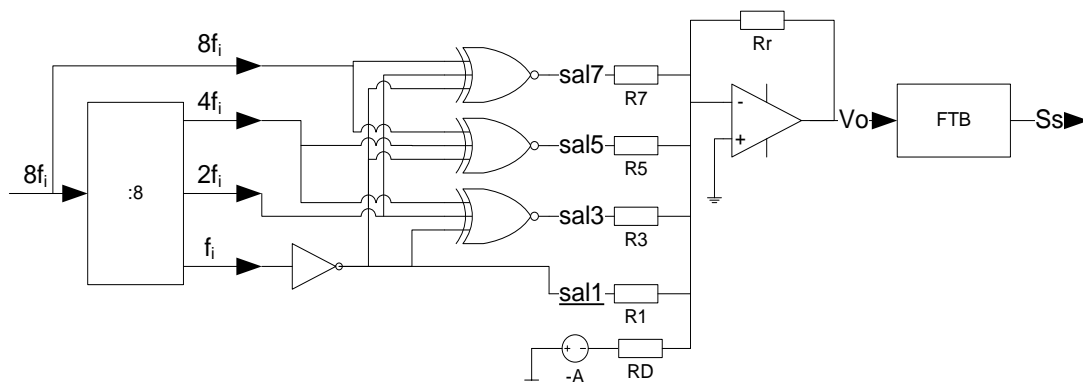 8fi
4fi
2fi
fi
8fi
:8
sal7
sal5
sal3
sal1
R7
R5
R3
R1
RD
+ -
-A
Rr
-
+
Vo
FTB
Ss